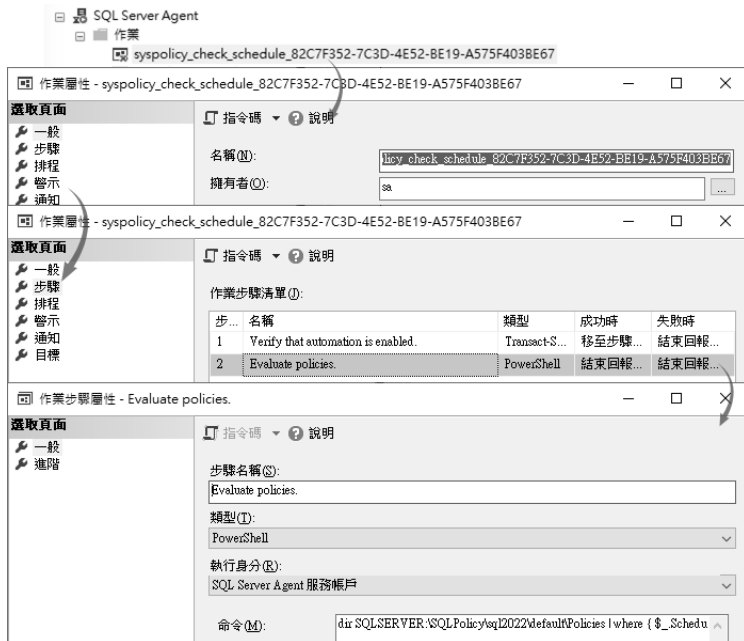 SQL Server Agent
作業
syspolicy_check_schedule_82C7F352-7C3D-4E52-BE19-A575F403BE67
作業屬性 - syspolicy_check_schedule_82C7F352-7C3D-4E52-BE19-A575F403BE67
選取頁面
一般
步驟
排程
警示
通知
指令碼 說明
名稱(N):
licy_check_schedule_82C7F352-7C3D-4E52-BE19-A575F403BE67
擁有者(O):
sa
...
作業屬性 - syspolicy_check_schedule_82C7F352-7C3D-4E52-BE19-A575F403BE67
選取頁面
一般
步驟
排程
警示
通知
目標
指令碼 說明
作業步驟清單(J):
步... 名稱 類型 成功時 失敗時
1 Verify that automation is enabled. Transact-S... 移至步驟... 結束回報...
2 Evaluate policies. PowerShell 結束回報... 結束回報...
作業步驟屬性 - Evaluate policies.
選取頁面
一般
進階
指令碼 說明
步驟名稱(S):
Evaluate policies.
類型(T):
PowerShell
執行身分(R):
SQL Server Agent 服務帳戶
命令(M):
dir SQLSERVER:\SQLPolicy\sql2022\default\Policies | where { $_.Schedu